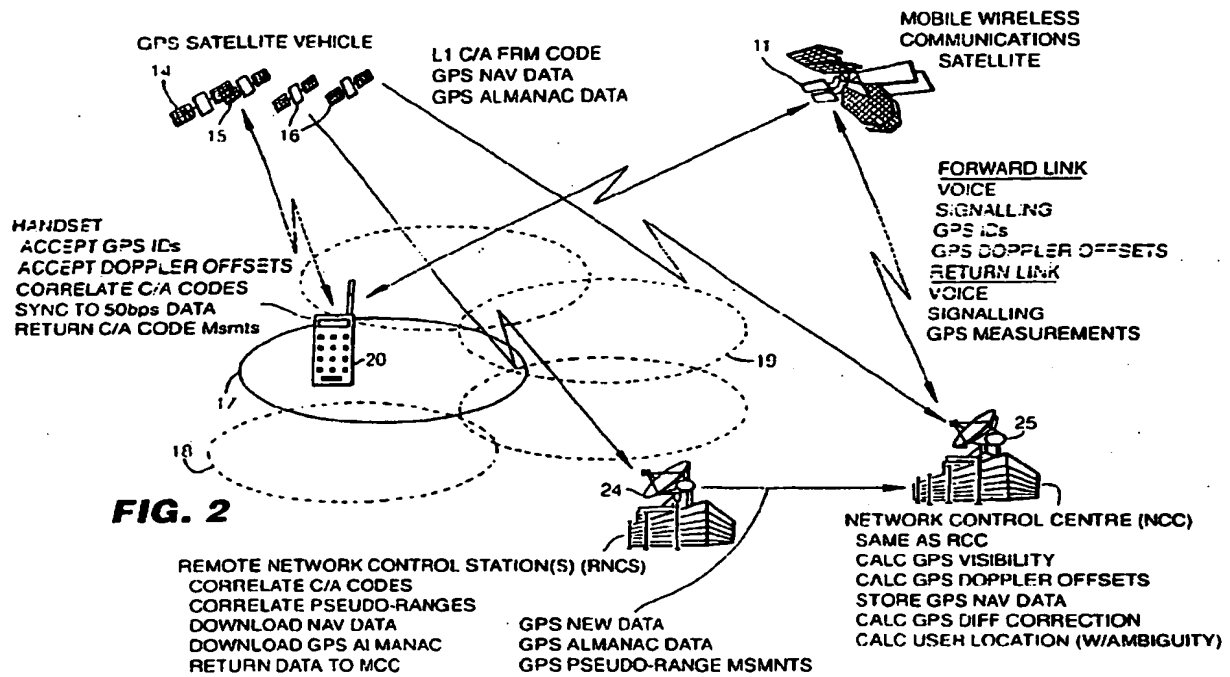 GPS SATELLITE VEHICLE
14
15
16
L1 C/A FRM CODE
GPS NAV DATA
GPS ALMANAC DATA
MOBILE WIRELESS
COMMUNICATIONS
SATELLITE
11
FORWARD LINK
VOICE
SIGNALLING
GPS IDs
GPS DOPPLER OFFSETS
RETURN LINK
VOICE
SIGNALLING
GPS MEASUREMENTS
HANDSET
ACCEPT GPS IDs
ACCEPT DOPPLER OFFSETS
CORRELATE C/A CODES
SYNC TO 50bps DATA
RETURN C/A CODE Msmts
20
17
18
19
FIG. 2
24
25
REMOTE NETWORK CONTROL STATION(S) (RNCS)
CORRELATE C/A CODES
CORRELATE PSEUDO-RANGES
DOWNLOAD NAV DATA
DOWNLOAD GPS ALMANAC
RETURN DATA TO MCC
GPS NEW DATA
GPS ALMANAC DATA
GPS PSEUDO-RANGE MSMNTS
NETWORK CONTROL CENTRE (NCC)
SAME AS RCC
CALC GPS VISIBILITY
CALC GPS DOPPLER OFFSETS
STORE GPS NAV DATA
CALC GPS DIFF CORRECTION
CALC USER LOCATION (W/AMBIGUITY)